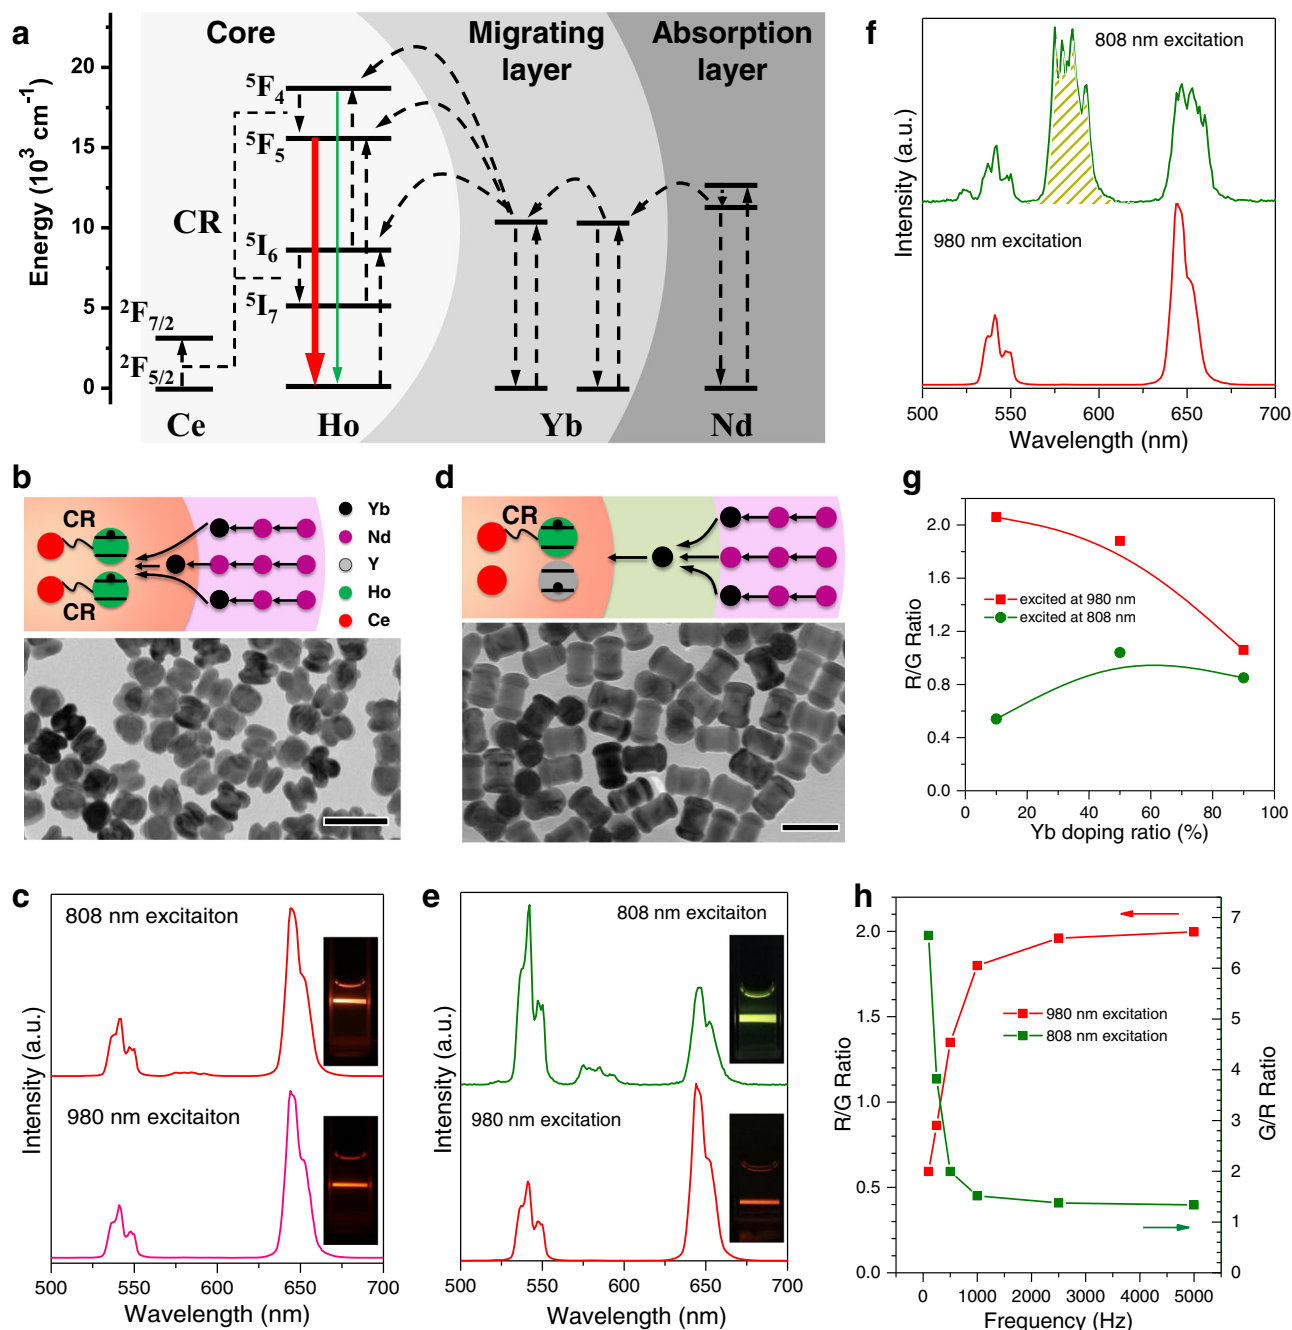 a
Core
Migrating
layer
Absorption
layer
Energy (10³ cm⁻¹)
20
15
10
5
0
⁵F₄
⁵F₅
CR
⁵I₆
⁵I₇
²F₇/₂
²F₅/₂
Ce
Ho
Yb
Nd
b
CR
CR
Yb
Nd
Y
Ho
Ce
d
CR
c
808 nm excitaiton
980 nm excitaiton
Intensity (a.u.)
500 550 600 650 700
Wavelength (nm)
e
808 nm excitaiton
980 nm excitation
Intensity (a.u.)
500 550 600 650 700
Wavelength (nm)
f
808 nm excitation
980 nm excitation
Intensity (a.u.)
500 550 600 650 700
Wavelength (nm)
g
R/G Ratio
2.0
1.6
1.2
0.8
0.4
0.0
excited at 980 nm
excited at 808 nm
0 20 40 60 80 100
Yb doping ratio (%)
h
R/G Ratio
2.0
1.5
1.0
0.5
0.0
980 nm excitation
808 nm excitation
7
6
5
4
3
2
1
0
G/R Ratio
0 1000 2000 3000 4000 5000
Frequency (Hz)